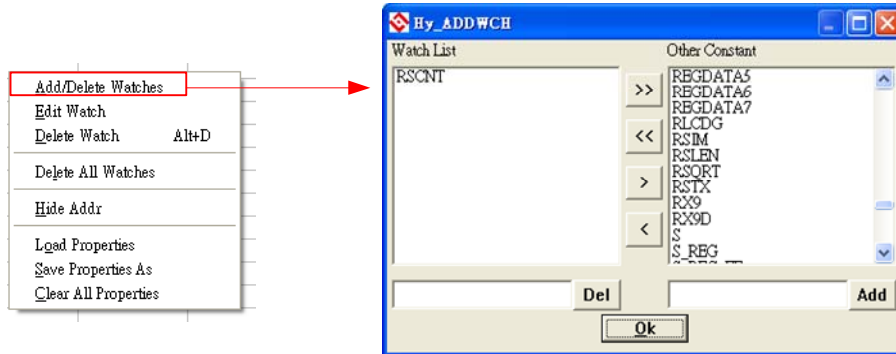 Add/Delete Watches
Edit Watch
Delete Watch Alt+D
Delete All Watches
Hide Addr
Load Properties
Save Properties As
Clear All Properties
Hy_ADDWCH
Watch List
RSCNT
Other Constant
REGDATA5
REGDATA6
REGDATA7
RLCDG
RSIM
RSLEN
RSQRT
RSTX
RX9
RX9D
S
S_REG
>>
<<
>
<
Del
Add
Ok